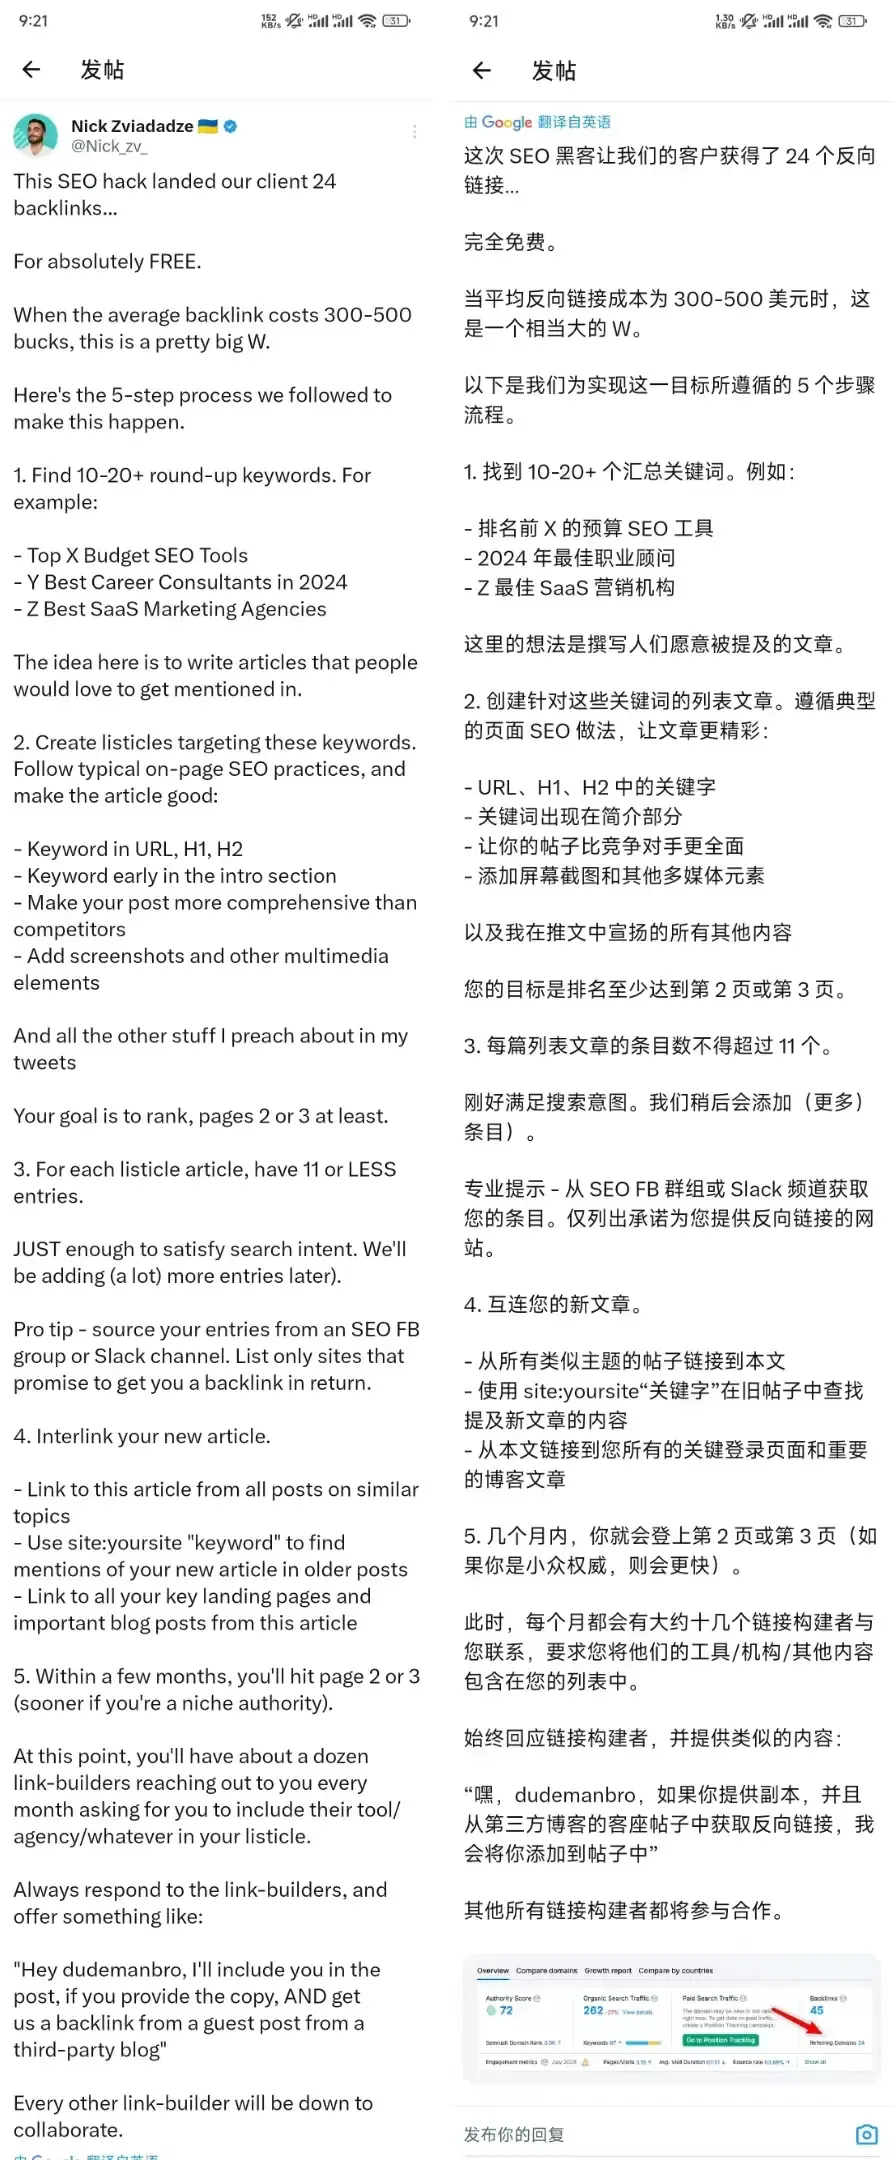 9:21
152 KB/s
HD
HD
31
发帖
Nick Zviadadze
@Nick_zv_
This SEO hack landed our client 24
backlinks...
For absolutely FREE.
When the average backlink costs 300-500
bucks, this is a pretty big W.
Here's the 5-step process we followed to
make this happen.
1. Find 10-20+ round-up keywords. For
example:
- Top X Budget SEO Tools
- Y Best Career Consultants in 2024
- Z Best SaaS Marketing Agencies
The idea here is to write articles that people
would love to get mentioned in.
2. Create listicles targeting these keywords.
Follow typical on-page SEO practices, and
make the article good:
- Keyword in URL, H1, H2
- Keyword early in the intro section
- Make your post more comprehensive than
competitors
- Add screenshots and other multimedia
elements
And all the other stuff I preach about in my
tweets
Your goal is to rank, pages 2 or 3 at least.
3. For each listicle article, have 11 or LESS
entries.
JUST enough to satisfy search intent. We'll
be adding (a lot) more entries later).
Pro tip - source your entries from an SEO FB
group or Slack channel. List only sites that
promise to get you a backlink in return.
4. Interlink your new article.
- Link to this article from all posts on similar
topics
- Use site:yoursite "keyword" to find
mentions of your new article in older posts
- Link to all your key landing pages and
important blog posts from this article
5. Within a few months, you'll hit page 2 or 3
(sooner if you're a niche authority).
At this point, you'll have about a dozen
link-builders reaching out to you every
month asking for you to include their tool/
agency/whatever in your listicle.
Always respond to the link-builders, and
offer something like:
"Hey dudemanbro, I'll include you in the
post, if you provide the copy, AND get
us a backlink from a guest post from a
third-party blog"
Every other link-builder will be down to
collaborate.
由 Google 翻译自英语
9:21
1.30 KB/s
HD
HD
31
发帖
由 Google 翻译自英语
这次 SEO 黑客让我们的客户获得了 24 个反向
链接...
完全免费。
当平均反向链接成本为 300-500 美元时，这
是一个相当大的 W。
以下是我们为实现这一目标所遵循的 5 个步骤
流程。
1. 找到 10-20+ 个汇总关键词。例如：
- 排名前 X 的预算 SEO 工具
- 2024 年最佳职业顾问
- Z 最佳 SaaS 营销机构
这里的想法是撰写人们愿意被提及的文章。
2. 创建针对这些关键词的列表文章。遵循典型
的页面 SEO 做法，让文章更精彩：
- URL、H1、H2 中的关键字
- 关键词出现在简介部分
- 让你的帖子比竞争对手更全面
- 添加屏幕截图和其他多媒体元素
以及我在推文中宣扬的所有其他内容
您的目标是排名至少达到第 2 页或第 3 页。
3. 每篇列表文章的条目数不得超过 11 个。
刚好满足搜索意图。我们稍后会添加（更多）
条目）。
专业提示 - 从 SEO FB 群组或 Slack 频道获取
您的条目。仅列出承诺为您提供反向链接的网
站。
4. 互连您的新文章。
- 从所有类似主题的帖子链接到本文
- 使用 site:yoursite“关键字”在旧帖子中查找
提及新文章的内容
- 从本文链接到您所有的关键登录页面和重要
的博客文章
5. 几个月内，你就会登上第 2 页或第 3 页（如
果你是小众权威，则会更快）。
此时，每个月都会有大约十几个链接构建者与
您联系，要求您将他们的工具/机构/其他内容
包含在您的列表中。
始终回应链接构建者，并提供类似的内容：
“嘿，dudemanbro，如果你提供副本，并且
从第三方博客的客座帖子中获取反向链接，我
会将你添加到帖子中”
其他所有链接构建者都将参与合作。
Overview Compare domains Growth report Compare by countries
Authority Score Organic Search Traffic Paid Search Traffic Backlinks
72 262 View details 45
The domain may be new or not
Go to Position Tracking
Semrush Domain Rank Keywords 67 Referring Domains 24
Engagement metrics July 2028 Pages/Visits Avg. Visit Duration Bounce rate Show all
发布你的回复